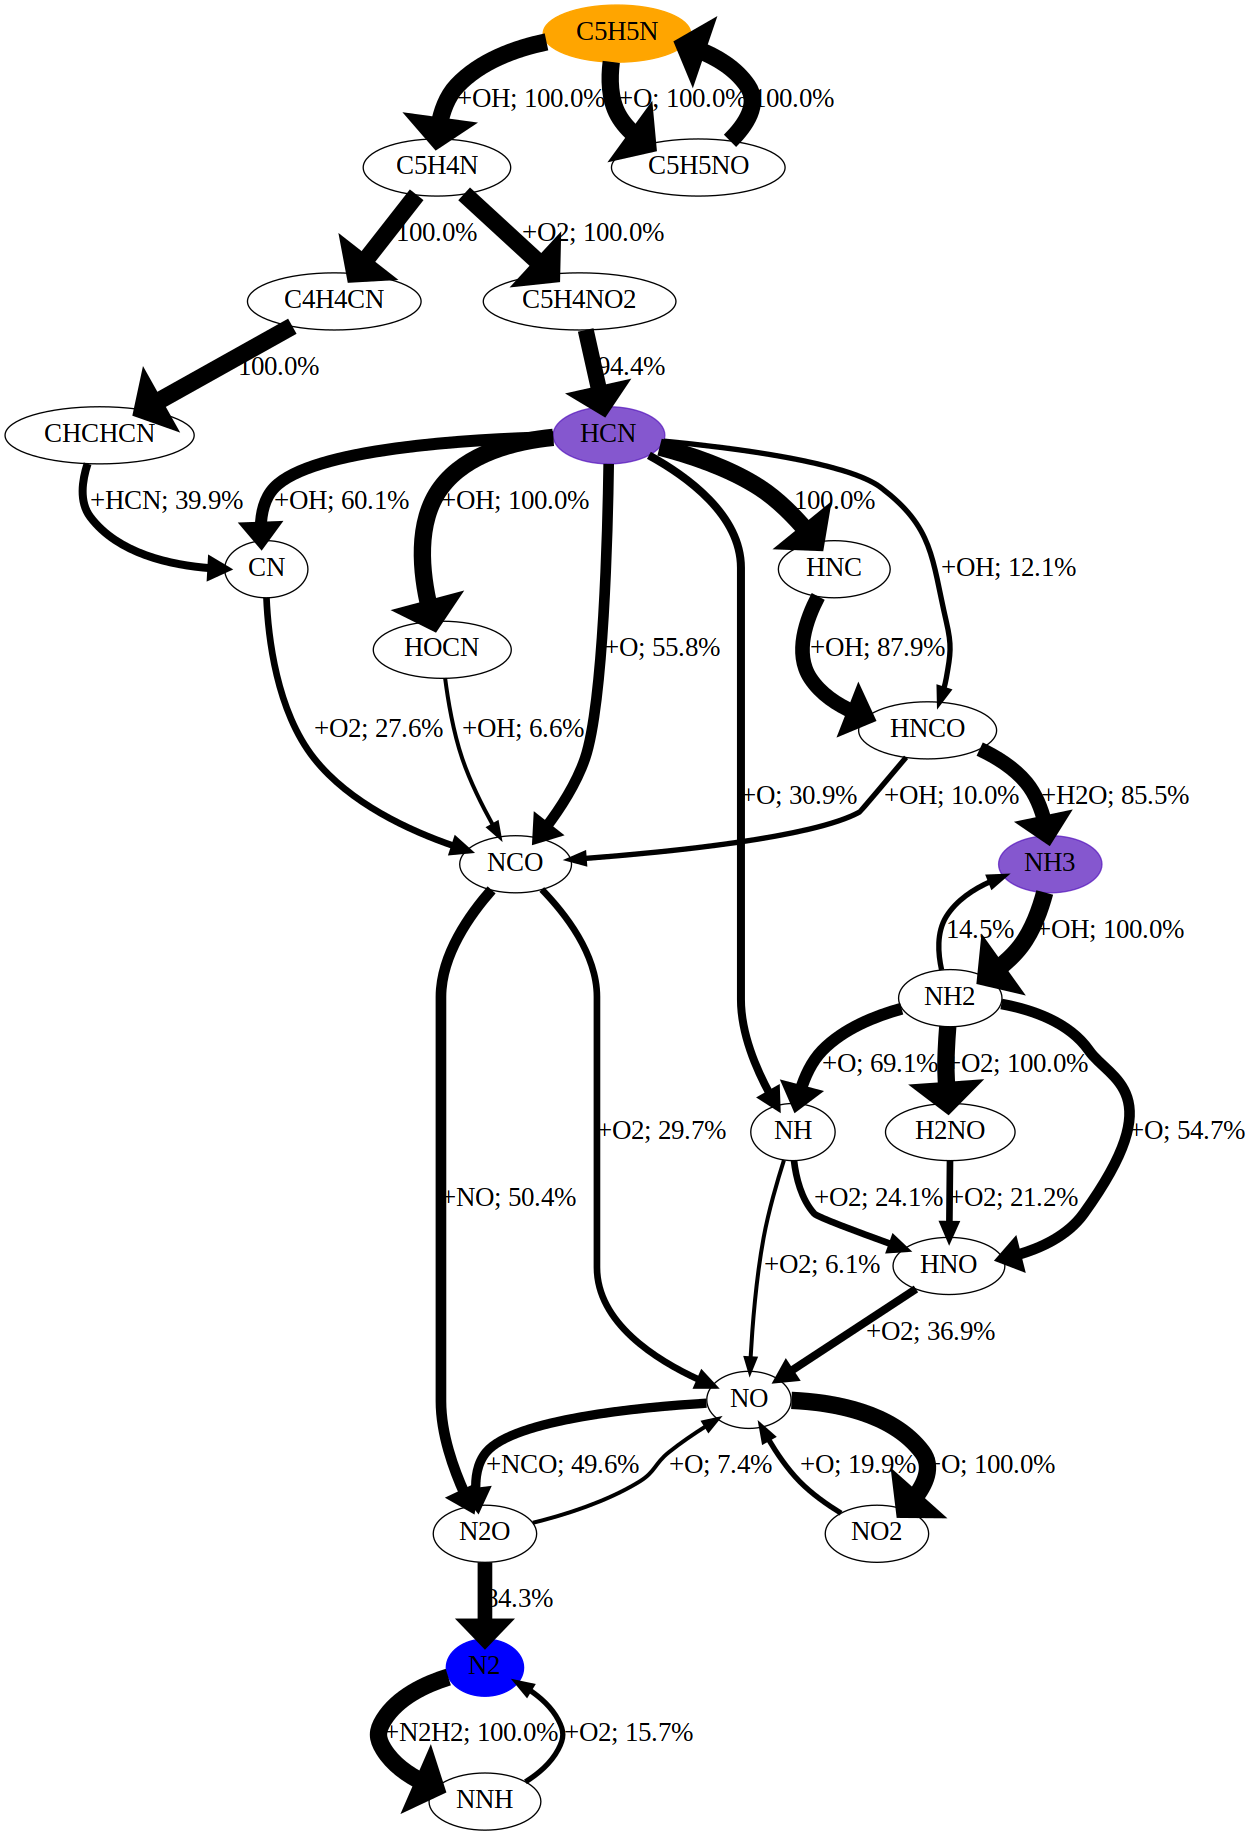 C5H5N
+OH; 100.0%
+O; 100.0%
100.0%
C5H4N
C5H5NO
100.0%
+O2; 100.0%
C4H4CN
C5H4NO2
100.0%
94.4%
CHCHCN
HCN
+HCN; 39.9%
+OH; 60.1%
+OH; 100.0%
100.0%
CN
HNC
+OH; 12.1%
HOCN
+O; 55.8%
+OH; 87.9%
+O2; 27.6%
+OH; 6.6%
HNCO
+O; 30.9%
+OH; 10.0%
+H2O; 85.5%
NCO
NH3
14.5%
+OH; 100.0%
NH2
+O; 69.1%
+O2; 100.0%
+O2; 29.7%
NH
H2NO
+O; 54.7%
+NO; 50.4%
+O2; 24.1%
+O2; 21.2%
+O2; 6.1%
HNO
+O2; 36.9%
NO
+NCO; 49.6%
+O; 7.4%
+O; 19.9%
+O; 100.0%
N2O
NO2
84.3%
N2
+N2H2; 100.0%
+O2; 15.7%
NNH